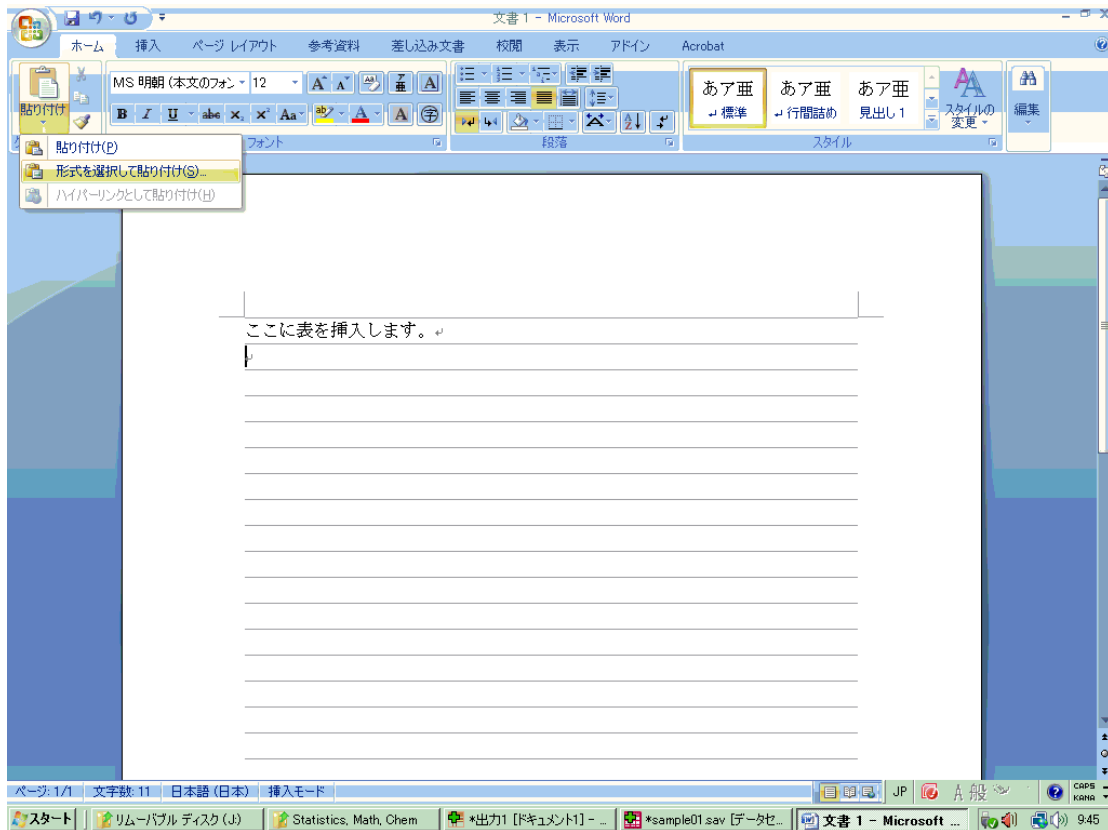 文書 1 - Microsoft Word
ホーム 挿入 ページ レイアウト 参考資料 差し込み文書 校閲 表示 アドイン Acrobat
MS 明朝 (本文のフォン 12
貼り付け
B I U abe x₂ x² Aa A A 字
あア亜 あア亜 あア亜
標準 行間詰め 見出し 1
スタイルの
変更
編集
フォント 段落 スタイル
貼り付け(P)
形式を選択して貼り付け(S)...
ハイパーリンクとして貼り付け(H)
ここに表を挿入します。
ページ: 1/1 文字数: 11 日本語 (日本) 挿入モード JP A 般 CAPS KANA
スタート リムーバブル ディスク (J:) Statistics, Math, Chem *出力1 [ドキュメント1] - ... *sample01.sav [データセ... 文書 1 - Microsoft ... 9:45